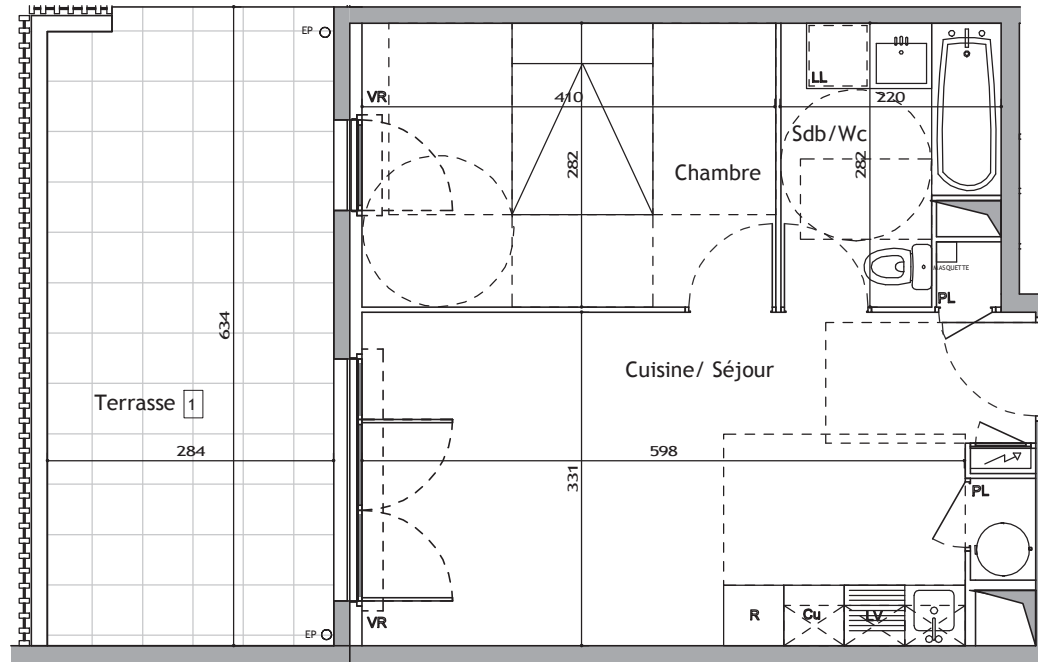 EP
VR
410
LL
220
Sdb/Wc
282
Chambre
282
MASQUETTE
PL
634
Cuisine/ Séjour
Terrasse 1
284
598
331
PL
R
Cu
LV
VR
EP